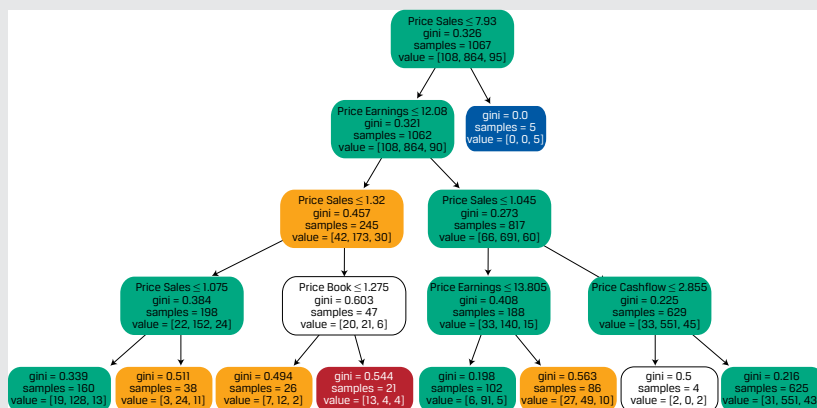 Price Sales ≤ 7.93
gini = 0.326
samples = 1067
value = [108, 864, 95]
Price Earnings ≤ 12.08
gini = 0.321
samples = 1062
value = [108, 864, 90]
gini = 0.0
samples = 5
value = [0, 0, 5]
Price Sales ≤ 1.32
gini = 0.457
samples = 245
value = [42, 173, 30]
Price Sales ≤ 1.045
gini = 0.273
samples = 817
value = [66, 691, 60]
Price Sales ≤ 1.075
gini = 0.384
samples = 198
value = [22, 152, 24]
Price Book ≤ 1.275
gini = 0.603
samples = 47
value = [20, 21, 6]
Price Earnings ≤ 13.805
gini = 0.408
samples = 188
value = [33, 140, 15]
Price Cashflow ≤ 2.855
gini = 0.225
samples = 629
value = [33, 551, 45]
gini = 0.339
samples = 160
value = [19, 128, 13]
gini = 0.511
samples = 38
value = [3, 24, 11]
gini = 0.494
samples = 26
value = [7, 12, 2]
gini = 0.544
samples = 21
value = [13, 4, 4]
gini = 0.198
samples = 102
value = [6, 91, 5]
gini = 0.563
samples = 86
value = [27, 49, 10]
gini = 0.5
samples = 4
value = [2, 0, 2]
gini = 0.216
samples = 625
value = [31, 551, 43